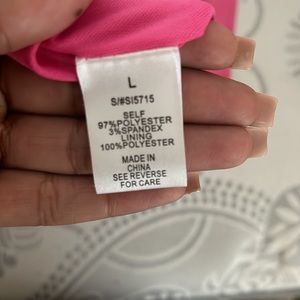 L
S/#SI5715
SELF
97%POLYESTER
3%SPANDEX
LINING
100%POLYESTER
MADE IN
CHINA
SEE REVERSE
FOR CARE